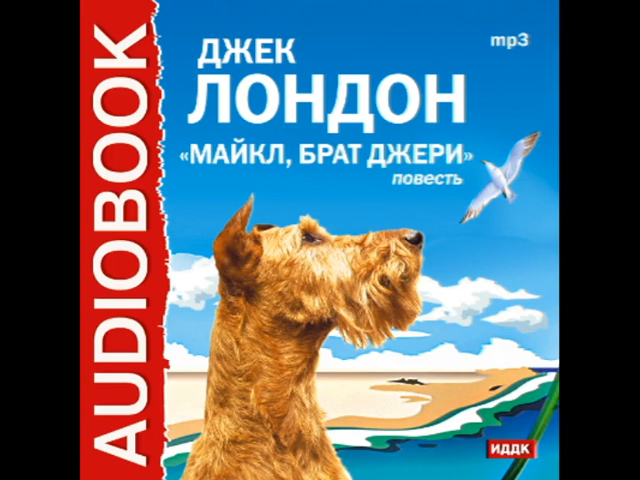 AUDIOBOOK
mp3
ДЖЕК
ЛОНДОН
«МАЙКЛ, БРАТ ДЖЕРИ»
повесть
ИДДК